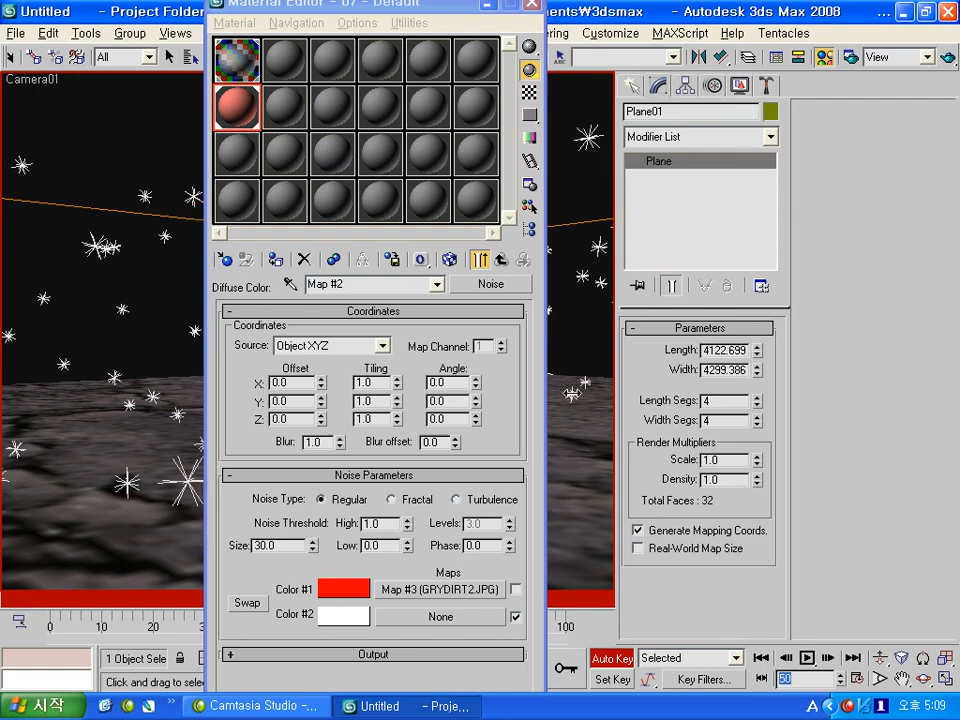 Untitled - Project Folder
Material Editor - 07 - Default
ments₩3dsmax - Autodesk 3ds Max 2008 ...
File Edit Tools Group Views
Material Navigation Options Utilities
ring Customize MAXScript Help Tentacles
All
View
Camera01
Plane01
Modifier List
Plane
Diffuse Color: Map #2 Noise
- Coordinates
Coordinates
Source: Object XYZ Map Channel: 1
Offset Tiling Angle:
X: 0.0 1.0 0.0
Y: 0.0 1.0 0.0
Z: 0.0 1.0 0.0
Blur: 1.0 Blur offset: 0.0
- Noise Parameters
Noise Type: Regular Fractal Turbulence
Noise Threshold: High: 1.0 Levels: 3.0
Size: 30.0 Low: 0.0 Phase: 0.0
Maps
Color #1 Map #3 (GRYDIRT2.JPG)
Swap
Color #2 None
+ Output
- Parameters
Length: 4122.699
Width: 4299.386
Length Segs: 4
Width Segs: 4
Render Multipliers
Scale: 1.0
Density: 1.0
Total Faces : 32
Generate Mapping Coords.
Real-World Map Size
0 10 20 30 100
1 Object Sele
Auto Key Selected
Click and drag to sele
Set Key Key Filters... 50
시작 Camtasia Studio -... Untitled - Proje... A 오후 5:09